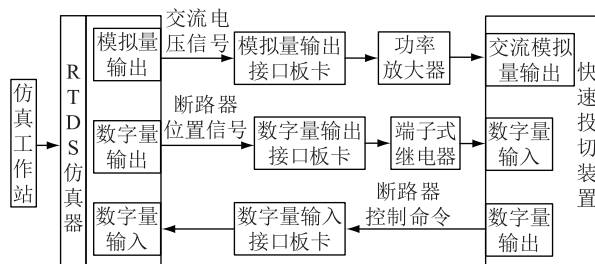 仿真工作站
RTDS仿真器
模拟量
输出
交流电
压信号
模拟量输出
接口板卡
功率
放大器
交流模拟
量输出
数字量
输出
断路器
位置信号
数字量输出
接口板卡
端子式
继电器
数字量
输入
数字量
输入
数字量输入
接口板卡
断路器
控制命令
数字量
输出
快速投切装置